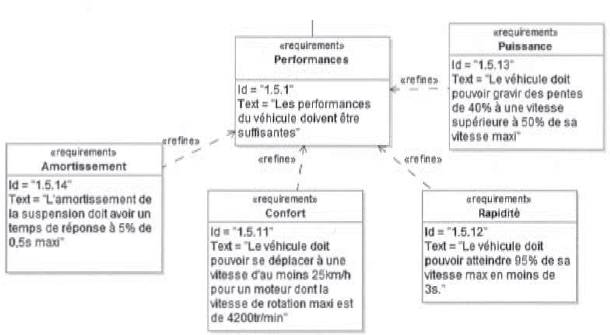 «requirement»
Performances
Id = "1.5.1"
Text = "Les performances
du véhicule doivent être
suffisantes"
«requirement»
Puissance
Id = "1.5.13"
Text = "Le véhicule doit
pouvoir gravir des pentes
de 40% à une vitesse
supérieure à 50% de sa
vitesse maxi"
«refine»
«refine»
«refine»
«refine»
«requirement»
Amortissement
Id = "1.5.14"
Text = "L'amortissement de
la suspension doit avoir un
temps de réponse à 5% de
0,5s maxi"
«requirement»
Confort
Id = "1.5.11"
Text = "Le véhicule doit
pouvoir se déplacer à une
vitesse d'au moins 25km/h
pour un moteur dont la
vitesse de rotation maxi est
de 4200tr/min"
«requirement»
Rapidité
Id = "1.5.12"
Text = "Le véhicule doit
pouvoir atteindre 95% de sa
vitesse max en moins de
3s."